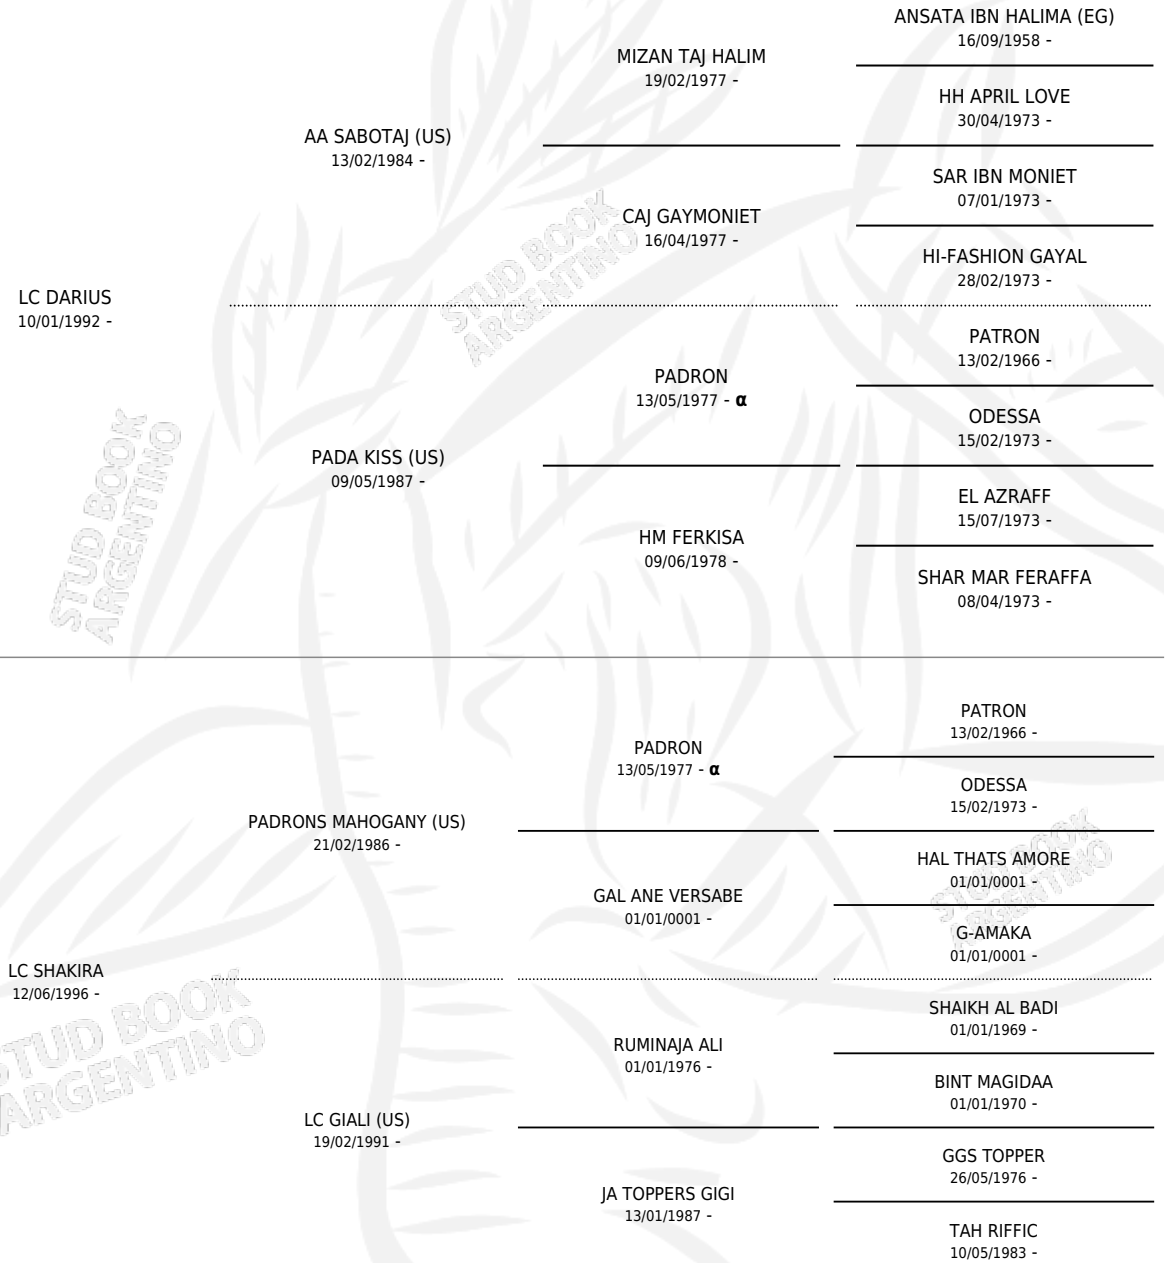 ANSATA IBN HALIMA (EG)
16/09/1958 -
MIZAN TAJ HALIM
19/02/1977 -
HH APRIL LOVE
30/04/1973 -
AA SABOTAJ (US)
13/02/1984 -
SAR IBN MONIET
07/01/1973 -
CAJ GAYMONIET
16/04/1977 -
HI-FASHION GAYAL
28/02/1973 -
STUD BOOK
ARGENTINO
LC DARIUS
10/01/1992 -
PATRON
13/02/1966 -
PADRON
13/05/1977 - α
ODESSA
15/02/1973 -
STUD BOOK
ARGENTINO
PADA KISS (US)
09/05/1987 -
EL AZRAFF
15/07/1973 -
HM FERKISA
09/06/1978 -
SHAR MAR FERAFFA
08/04/1973 -
PATRON
13/02/1966 -
PADRON
13/05/1977 - α
ODESSA
15/02/1973 -
PADRONS MAHOGANY (US)
21/02/1986 -
HAL THATS AMORE
01/01/0001 -
STUD BOOK
ARGENTINO
GAL ANE VERSABE
01/01/0001 -
G-AMAKA
01/01/0001 -
LC SHAKIRA
12/06/1996 -
STUD BOOK
ARGENTINO
SHAIKH AL BADI
01/01/1969 -
RUMINAJA ALI
01/01/1976 -
BINT MAGIDAA
01/01/1970 -
LC GIALI (US)
19/02/1991 -
GGS TOPPER
26/05/1976 -
JA TOPPERS GIGI
13/01/1987 -
TAH RIFFIC
10/05/1983 -